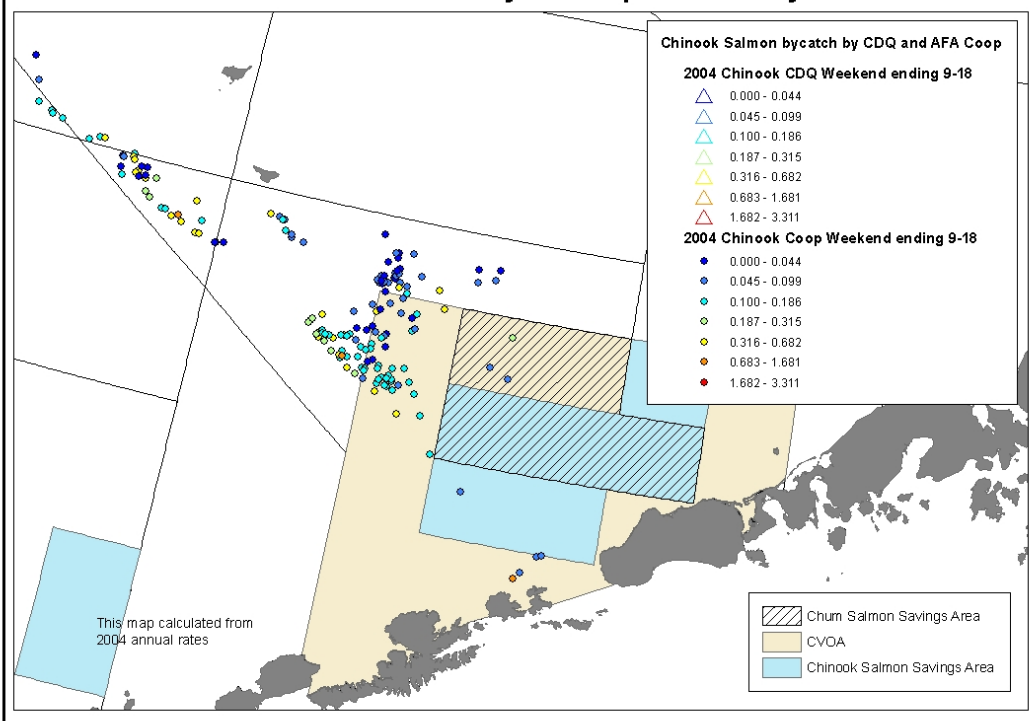 Chinook Salmon bycatch by CDQ and AFA Coop
2004 Chinook CDQ Weekend ending 9-18
0.000 - 0.044
0.045 - 0.099
0.100 - 0.186
0.187 - 0.315
0.316 - 0.682
0.683 - 1.681
1.682 - 3.311
2004 Chinook Coop Weekend ending 9-18
0.000 - 0.044
0.045 - 0.099
0.100 - 0.186
0.187 - 0.315
0.316 - 0.682
0.683 - 1.681
1.682 - 3.311
This map calculated from
2004 annual rates
Chum Salmon Savings Area
CVOA
Chinook Salmon Savings Area